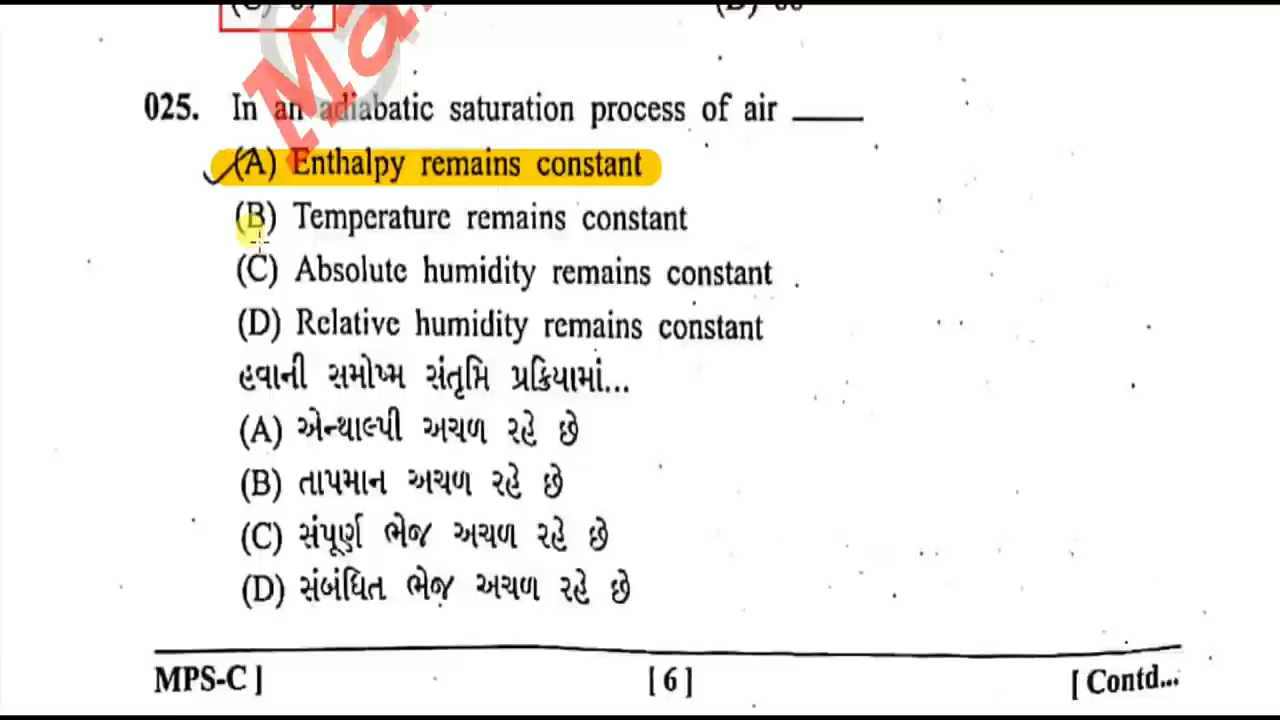 025. In an adiabatic saturation process of air ____
(A) Enthalpy remains constant
(B) Temperature remains constant
(C) Absolute humidity remains constant
(D) Relative humidity remains constant
હવાની સમોષ્મ સંતૃપ્તિ પ્રક્રિયામાં...
(A) એન્થાલ્પી અચળ રહે છે
(B) તાપમાન અચળ રહે છે
(C) સંપૂર્ણ ભેજ અચળ રહે છે
(D) સંબંધિત ભેજ અચળ રહે છે
MPS-C ] [ 6 ] [ Contd...